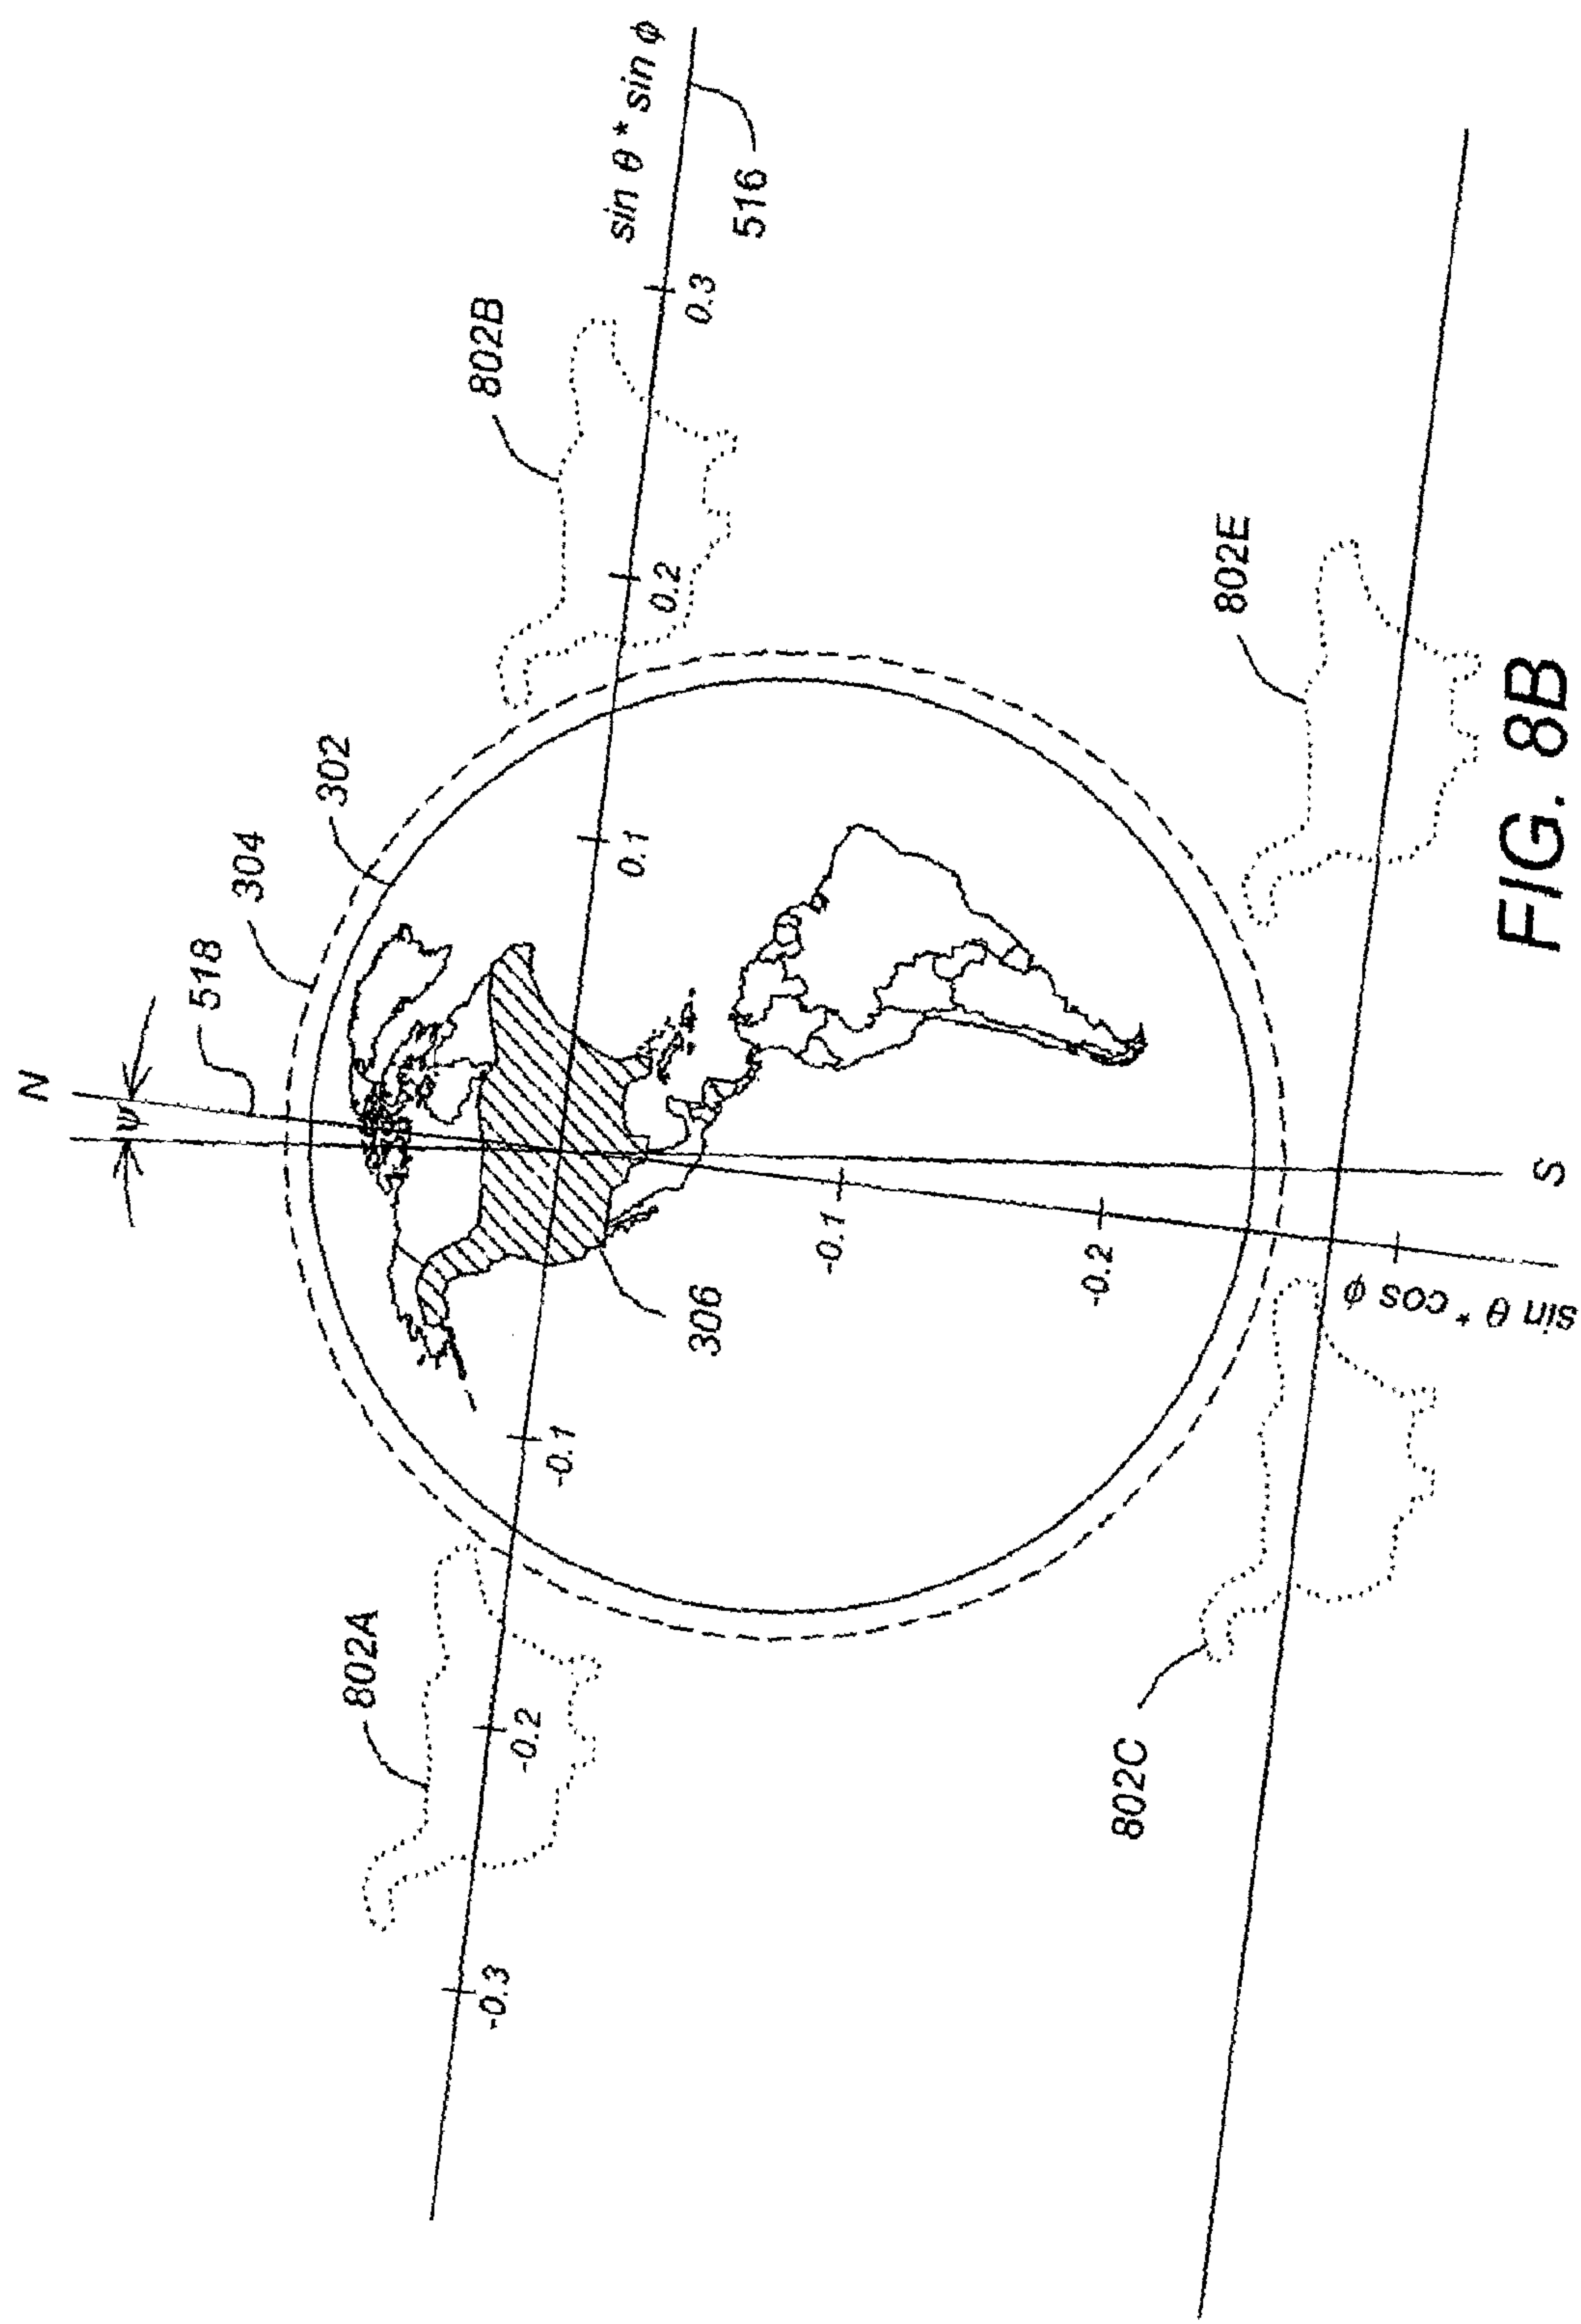 N
ψ
518
304
302
802B
sin θ * sin ϕ
516
0.3
0.2
0.1
306
-0.1
802A
-0.2
-0.3
-0.1
-0.2
sin θ * cos ϕ
S
802C
802E
FIG. 8B